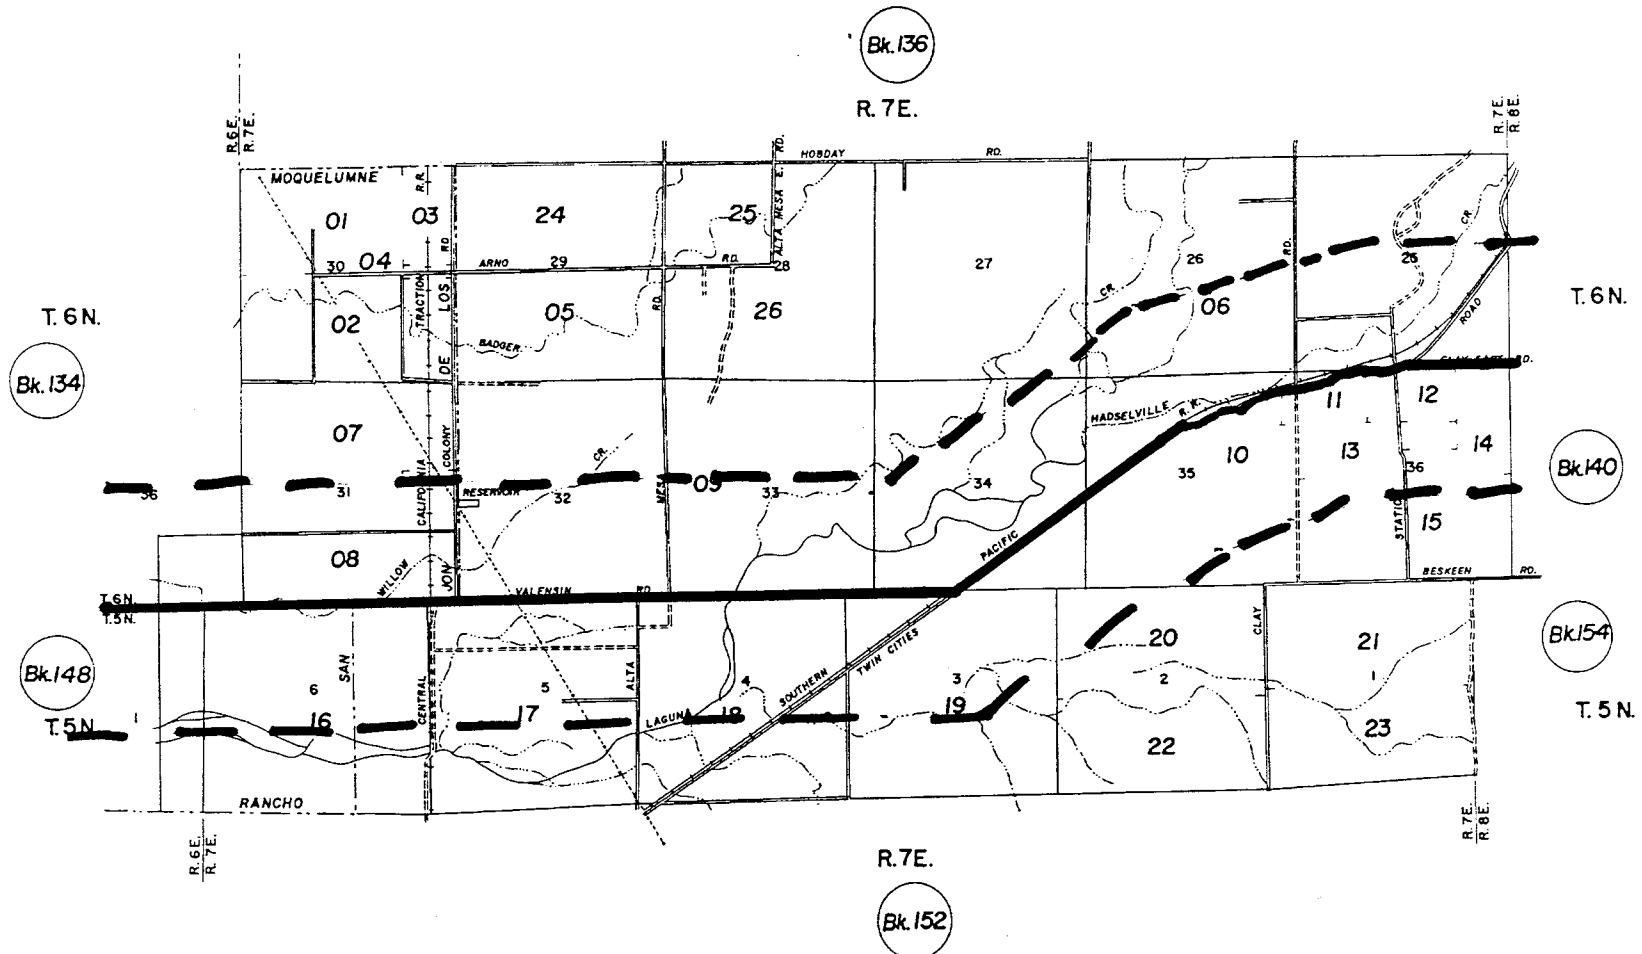 Bk.136
R. 7E.
R.6E.
R.7E.
R.7E.
R.8E.
HOBDAY RD.
MOQUELUMNE
R.R.
ALTA MESA E. RD.
01
03
24
25
RD
CR.
RD.
04
30
ARNO
29
RD.
28
27
26
25
T. 6 N.
T. 6 N.
02
TRACTION
LOS
05
RD.
26
CR.
06
ROAD
BADGER
DE
Bk.134
CLAY EAST RD.
HADSELVILLE
R. R.
11
12
07
COLONY
CR.
10
13
14
Bk.140
36
31
CALIFORNIA
RESERVOIR
32
MESA
09
33
34
35
36
STATION
15
08
WILLOW
JON
PACIFIC
BESKEEN RD.
T.6N.
T.5N.
VALENSIN RD.
CLAY
TWIN CITIES
20
21
Bk.154
Bk.148
SAN
6
CENTRAL
5
ALTA
4
SOUTHERN
3
2
1
T. 5 N.
1
T. 5 N.
16
17
LAGUNA
18
19
22
23
RANCHO
R.6E.
R.7E.
R.7E.
R.8E.
R.7E.
Bk.152